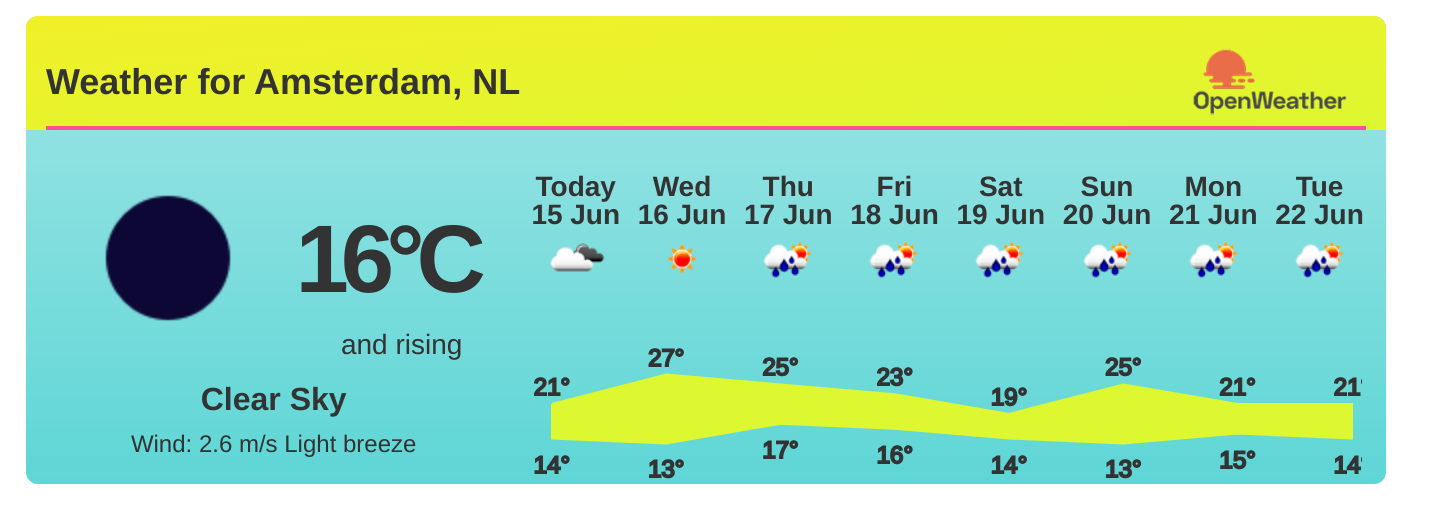 Weather for Amsterdam, NL
OpenWeather
Today Wed Thu Fri Sat Sun Mon Tue
15 Jun 16 Jun 17 Jun 18 Jun 19 Jun 20 Jun 21 Jun 22 Jun
16°C
and rising
Clear Sky
Wind: 2.6 m/s Light breeze
21° 27° 25° 23° 19° 25° 21° 21°
14° 13° 17° 16° 14° 13° 15° 14°